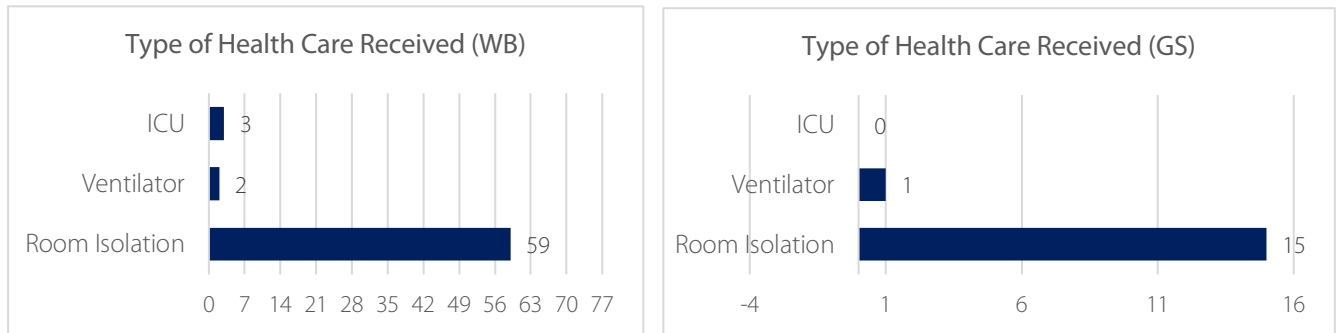 Type of Health Care Received (WB)
ICU 3
Ventilator 2
Room Isolation 59
0 7 14 21 28 35 42 49 56 63 70 77
Type of Health Care Received (GS)
ICU 0
Ventilator 1
Room Isolation 15
-4 1 6 11 16